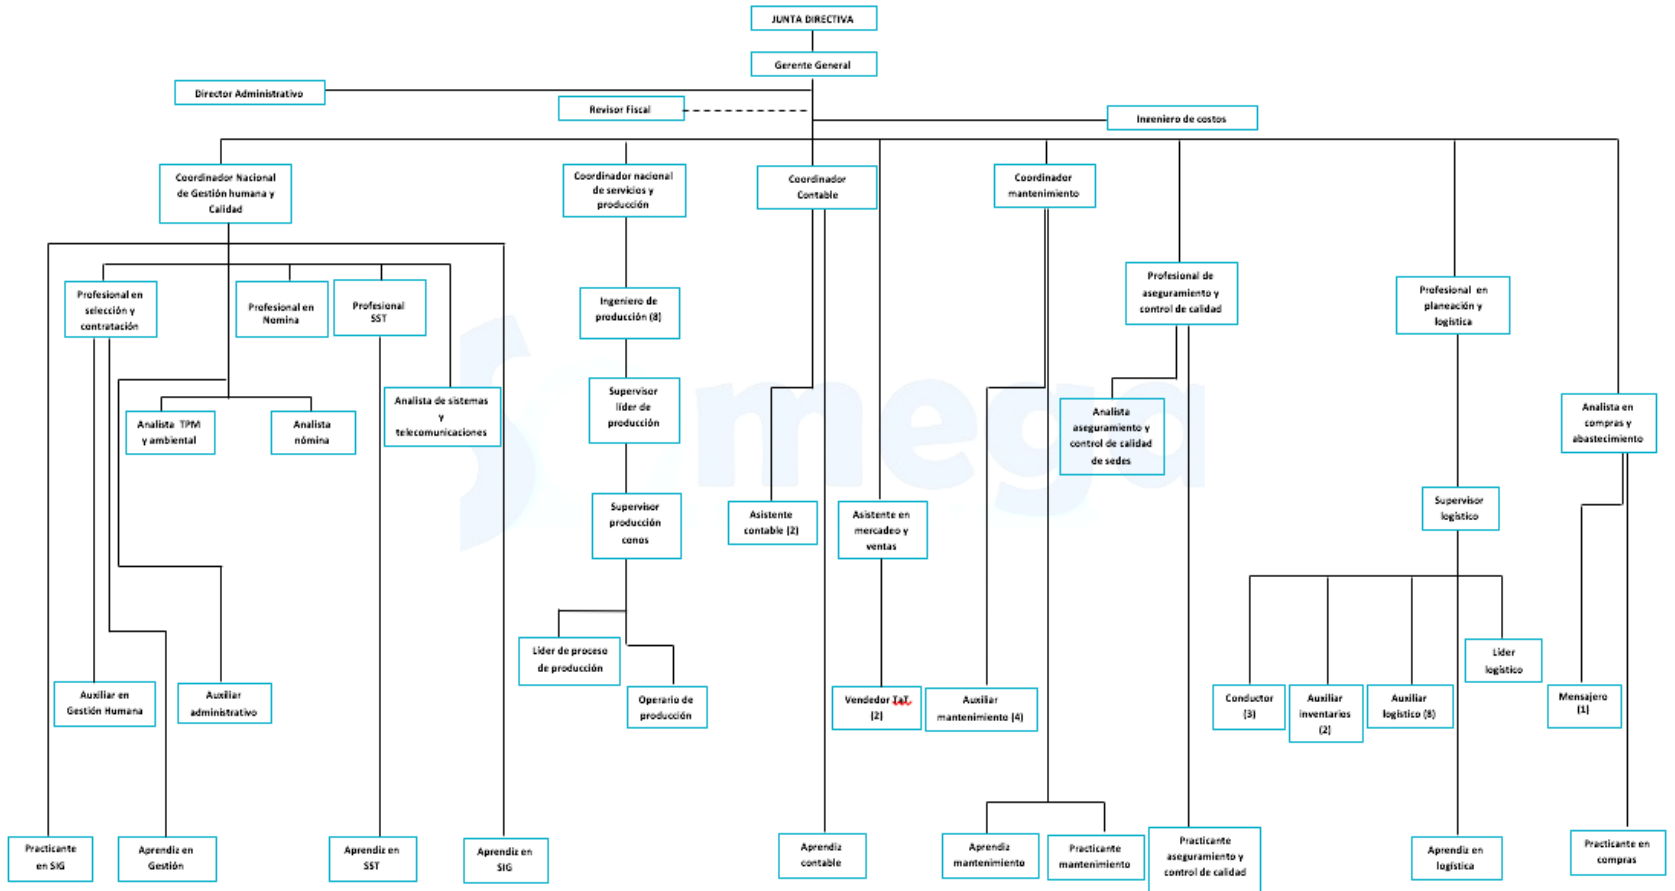 JUNTA DIRECTIVA
Gerente General
Director Administrativo
Revisor Fiscal
Ingeniero de costos
Coordinador Nacional
de Gestión humana y
Calidad
Coordinador nacional
de servicios y
producción
Coordinador
Contable
Coordinador
mantenimiento
Profesional de
aseguramiento y
control de calidad
Profesional en
planeación y
logística
Profesional en
selección y
contratación
Profesional en
Nomina
Profesional
SST
Ingeniero de
producción (8)
Analista de sistemas
y
telecomunicaciones
Analista TPM
y ambiental
Analista
nómina
Supervisor
líder de
producción
Analista
aseguramiento y
control de calidad
de sedes
Analista en
compras y
abastecimiento
Supervisor
producción
conos
Asistente
contable (2)
Asistente en
mercadeo y
ventas
Supervisor
logístico
Líder de proceso
de producción
Operario de
producción
Líder
logístico
Auxiliar en
Gestión Humana
Auxiliar
administrativo
Vendedor TaT
(2)
Auxiliar
mantenimiento (4)
Conductor
(3)
Auxiliar
inventarios
(2)
Auxiliar
logístico (8)
Mensajero
(1)
Practicante
en SIG
Aprendiz en
Gestión
Aprendiz en
SST
Aprendiz en
SIG
Aprendiz
contable
Aprendiz
mantenimiento
Practicante
mantenimiento
Practicante
aseguramiento y
control de calidad
Aprendiz en
logística
Practicante en
compras
mega